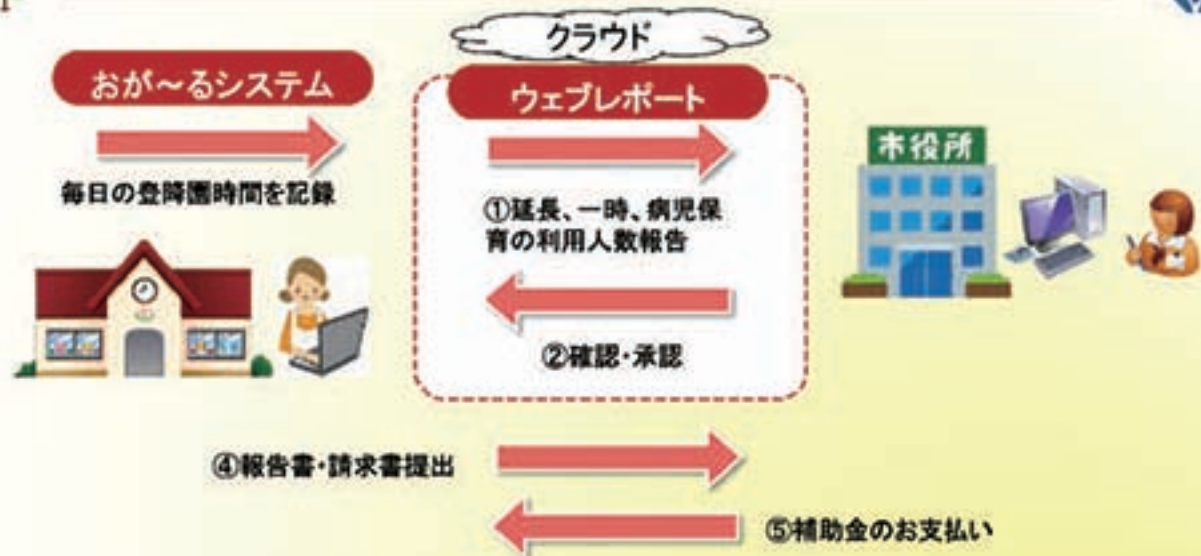 クラウド
おが～るシステム
ウェブレポート
毎日の登降園時間を記録
①延長、一時、病児保
育の利用人数報告
市役所
②確認・承認
④報告書・請求書提出
⑤補助金のお支払い